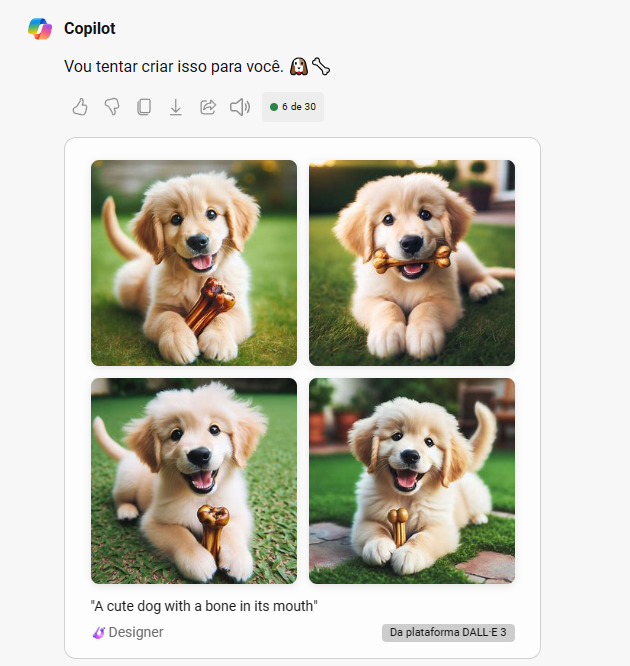 Copilot
Vou tentar criar isso para você.
6 de 30
"A cute dog with a bone in its mouth"
Designer
Da plataforma DALL·E 3